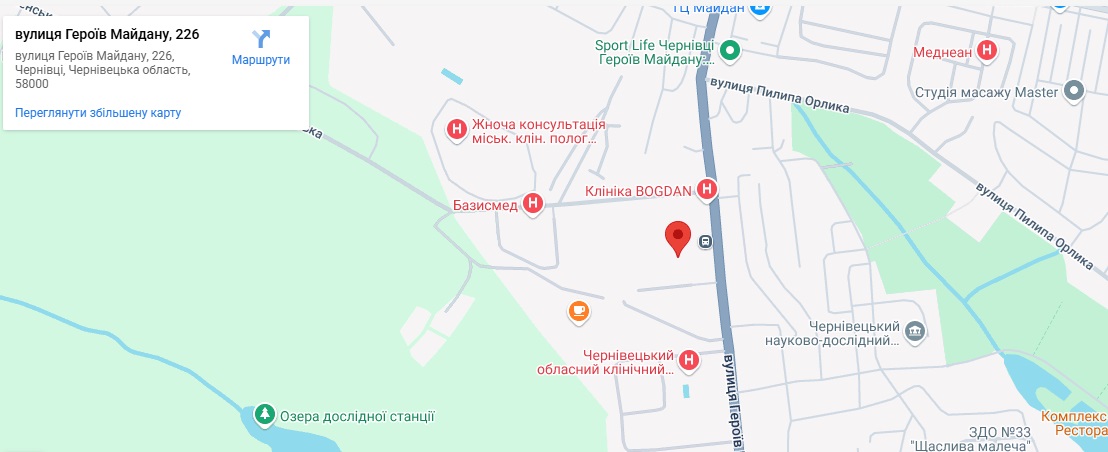 вулиця Героїв Майдану, 226
вулиця Героїв Майдану, 226,
Чернівці, Чернівецька область,
58000
Маршрути
Переглянути збільшену карту
ТЦ Майдан
Sport Life Чернівці
Героїв Майдану:...
Меднеан
Студія масажу Master
вулиця Пилипа Орлика
Жноча консультація
міськ. клін. полог...
ька
Клініка BOGDAN
Базисмед
вулиця Пилипа Орлика
Чернівецький
науково-дослідний...
Чернівецький
обласний клінічний...
вулиця Героїв
Озера дослідної станції
Комплекс
Рестора
ЗДО №33
"Щаслива малеча"